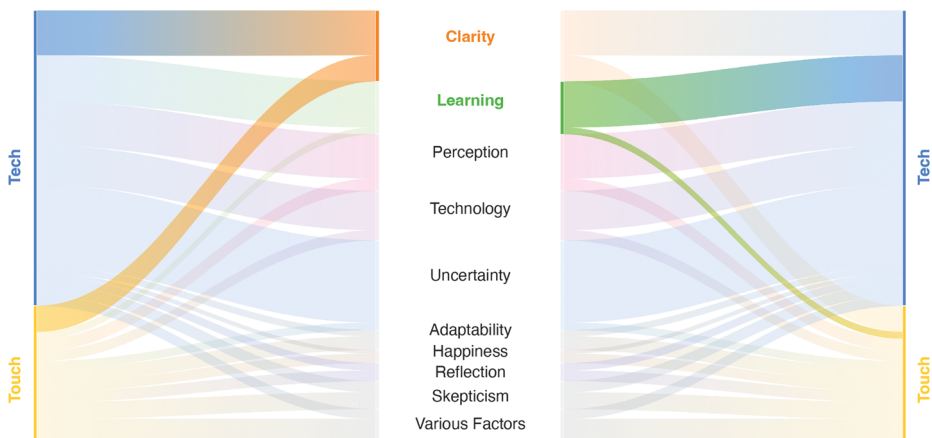 Tech
Touch
Clarity
Learning
Perception
Technology
Uncertainty
Adaptability
Happiness
Reflection
Skepticism
Various Factors
Tech
Touch